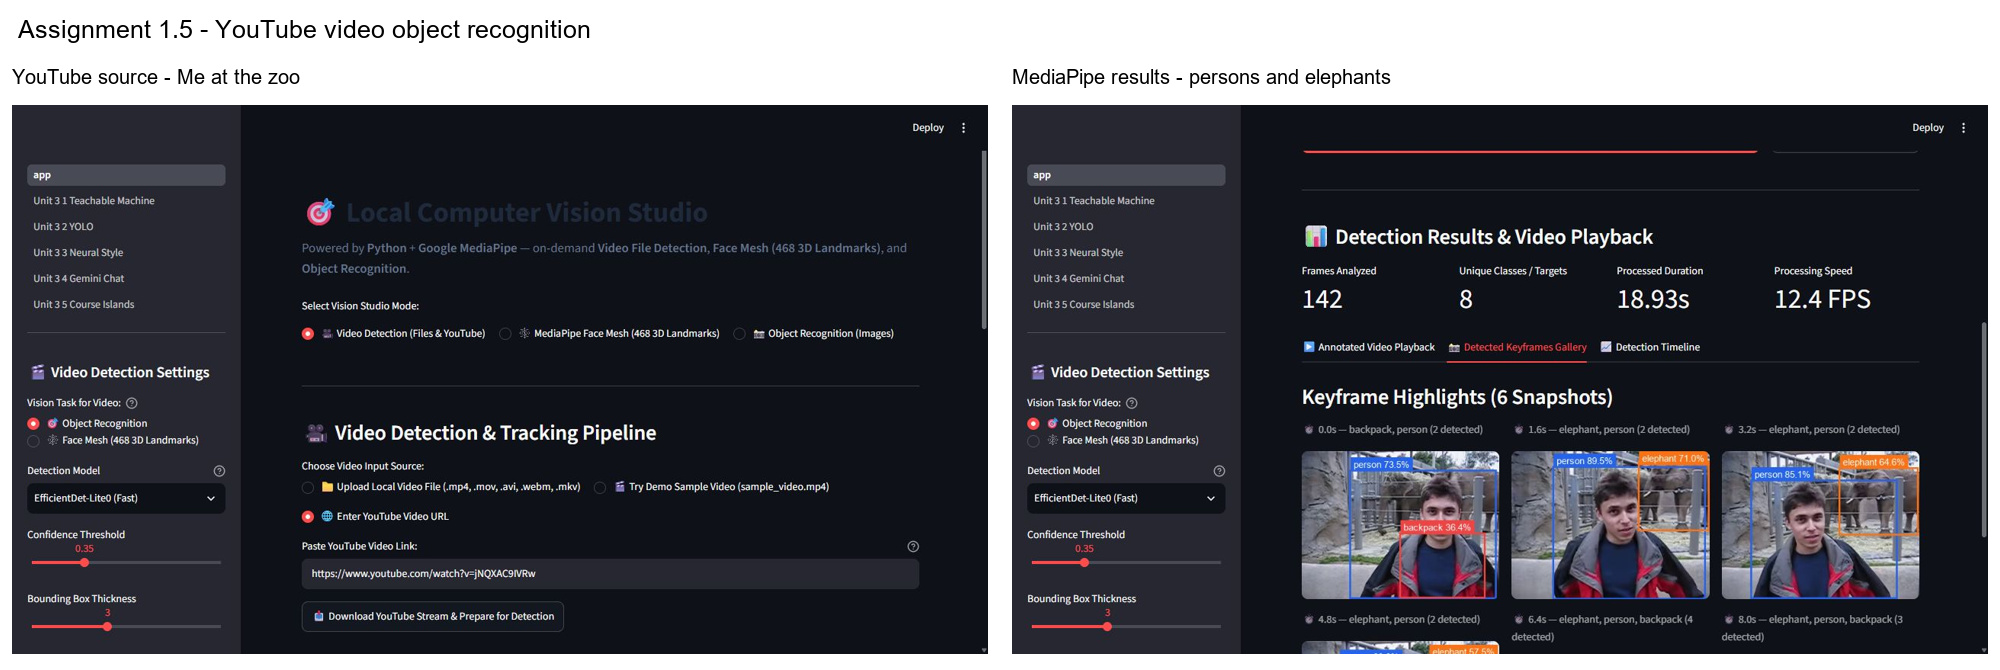 Assignment 1.5 - YouTube video object recognition
YouTube source - Me at the zoo
Deploy
app
Unit 3 1 Teachable Machine
Unit 3 2 YOLO
Unit 3 3 Neural Style
Unit 3 4 Gemini Chat
Unit 3 5 Course Islands
Video Detection Settings
Vision Task for Video:
Object Recognition
Face Mesh (468 3D Landmarks)
Detection Model
EfficientDet-Lite0 (Fast)
Confidence Threshold
0.35
Bounding Box Thickness
3
Local Computer Vision Studio
Powered by Python + Google MediaPipe — on-demand Video File Detection, Face Mesh (468 3D Landmarks), and
Object Recognition.
Select Vision Studio Mode:
Video Detection (Files & YouTube) MediaPipe Face Mesh (468 3D Landmarks) Object Recognition (Images)
Video Detection & Tracking Pipeline
Choose Video Input Source:
Upload Local Video File (.mp4, .mov, .avi, .webm, .mkv) Try Demo Sample Video (sample_video.mp4)
Enter YouTube Video URL
Paste YouTube Video Link:
https://www.youtube.com/watch?v=jNQXAC9IVRw
Download YouTube Stream & Prepare for Detection
MediaPipe results - persons and elephants
Deploy
app
Unit 3 1 Teachable Machine
Unit 3 2 YOLO
Unit 3 3 Neural Style
Unit 3 4 Gemini Chat
Unit 3 5 Course Islands
Video Detection Settings
Vision Task for Video:
Object Recognition
Face Mesh (468 3D Landmarks)
Detection Model
EfficientDet-Lite0 (Fast)
Confidence Threshold
0.35
Bounding Box Thickness
3
Detection Results & Video Playback
Frames Analyzed Unique Classes / Targets Processed Duration Processing Speed
142 8 18.93s 12.4 FPS
Annotated Video Playback Detected Keyframes Gallery Detection Timeline
Keyframe Highlights (6 Snapshots)
0.0s — backpack, person (2 detected) 1.6s — elephant, person (2 detected) 3.2s — elephant, person (2 detected)
person 73.5%
backpack 36.4%
person 89.5% elephant 71.0%
person 85.1% elephant 64.6%
4.8s — elephant, person (2 detected)
6.4s — elephant, person, backpack (4
detected)
8.0s — elephant, person, backpack (3
detected)
elephant 57.5%